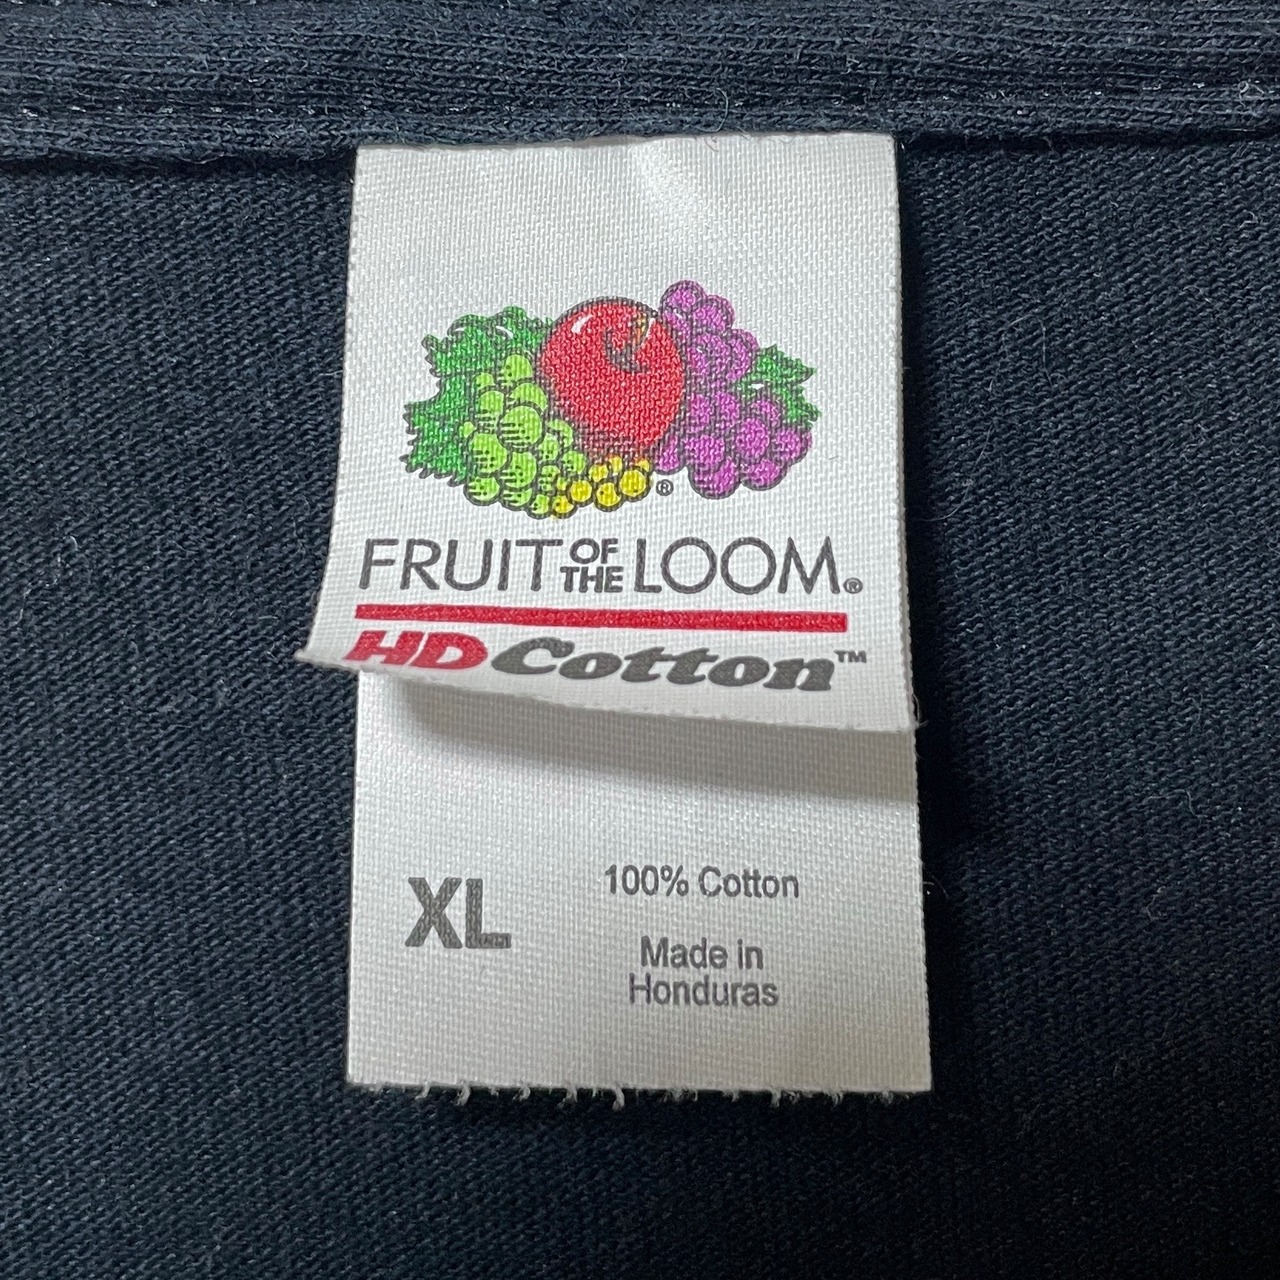 ®
FRUIT OF THE LOOM®
HD Cotton™
XL
100% Cotton
Made in
Honduras